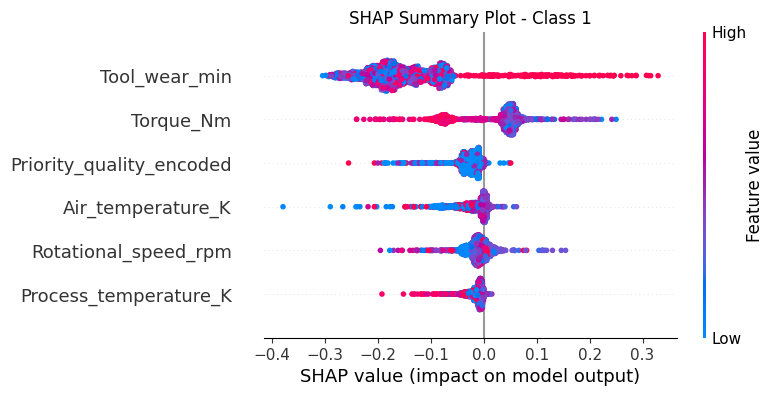 SHAP Summary Plot - Class 1
High
Tool_wear_min
Torque_Nm
Priority_quality_encoded
Air_temperature_K
Rotational_speed_rpm
Process_temperature_K
Feature value
Low
−0.4 −0.3 −0.2 −0.1 0.0 0.1 0.2 0.3
SHAP value (impact on model output)